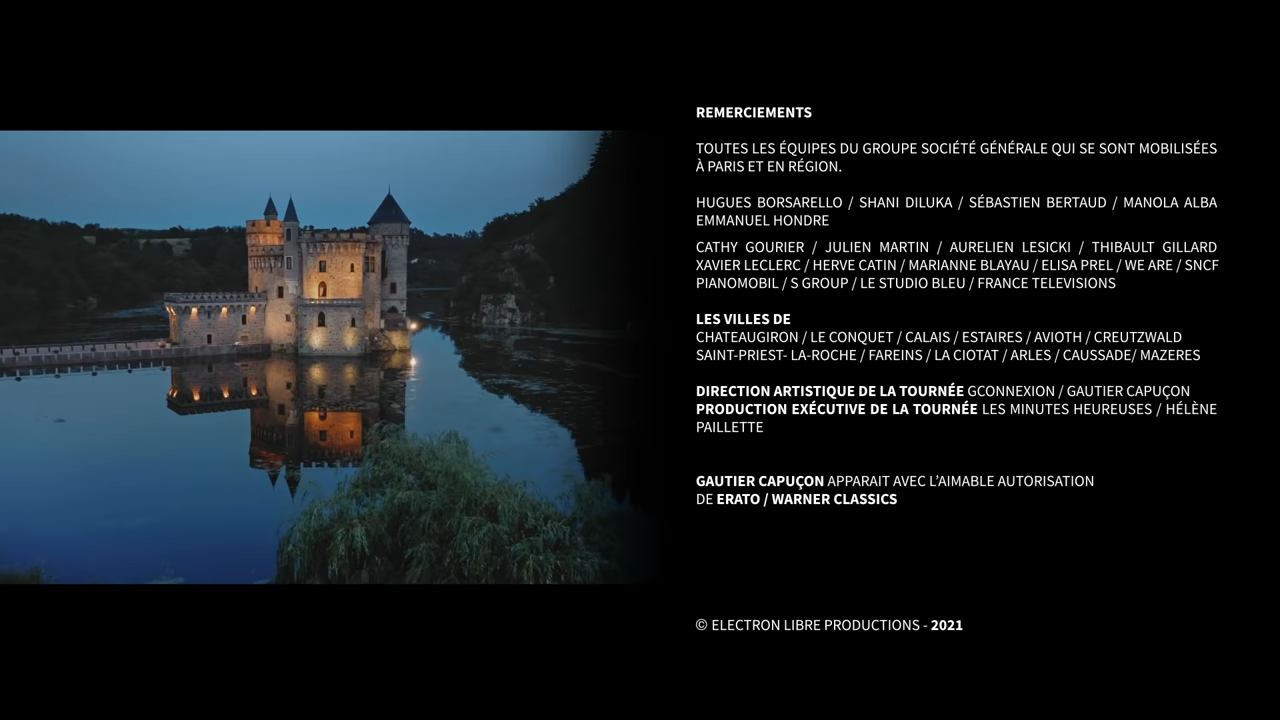 REMERCIEMENTS
TOUTES LES ÉQUIPES DU GROUPE SOCIÉTÉ GÉNÉRALE QUI SE SONT MOBILISÉES
À PARIS ET EN RÉGION.
HUGUES BORSARELLO / SHANI DILUKA / SÉBASTIEN BERTAUD / MANOLA ALBA
EMMANUEL HONDRE
CATHY GOURIER / JULIEN MARTIN / AURELIEN LESICKI / THIBAULT GILLARD
XAVIER LECLERC / HERVE CATIN / MARIANNE BLAYAU / ELISA PREL / WE ARE / SNCF
PIANOMOBIL / S GROUP / LE STUDIO BLEU / FRANCE TELEVISIONS
LES VILLES DE
CHATEAUGIRON / LE CONQUET / CALAIS / ESTAIRES / AVIOTH / CREUTZWALD
SAINT-PRIEST- LA-ROCHE / FAREINS / LA CIOTAT / ARLES / CAUSSADE/ MAZERES
DIRECTION ARTISTIQUE DE LA TOURNÉE GCONNEXION / GAUTIER CAPUÇON
PRODUCTION EXÉCUTIVE DE LA TOURNÉE LES MINUTES HEUREUSES / HÉLÈNE
PAILLETTE
GAUTIER CAPUÇON APPARAIT AVEC L'AIMABLE AUTORISATION
DE ERATO / WARNER CLASSICS
© ELECTRON LIBRE PRODUCTIONS - 2021